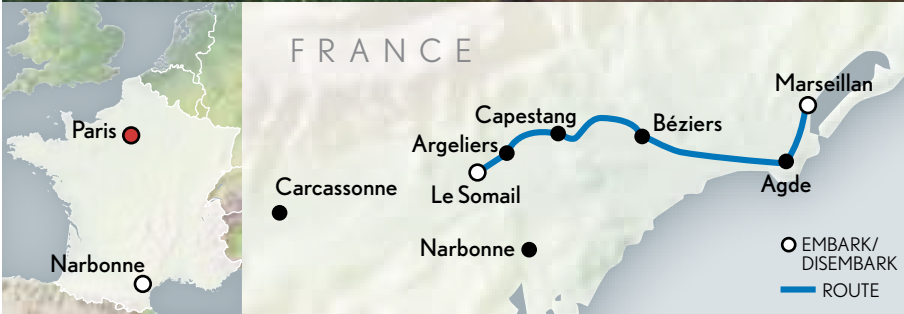 Paris
Narbonne
FRANCE
Marseillan
Capestang
Béziers
Argeliers
Le Somail
Agde
Carcassonne
Narbonne
EMBARK/
DISEMBARK
ROUTE